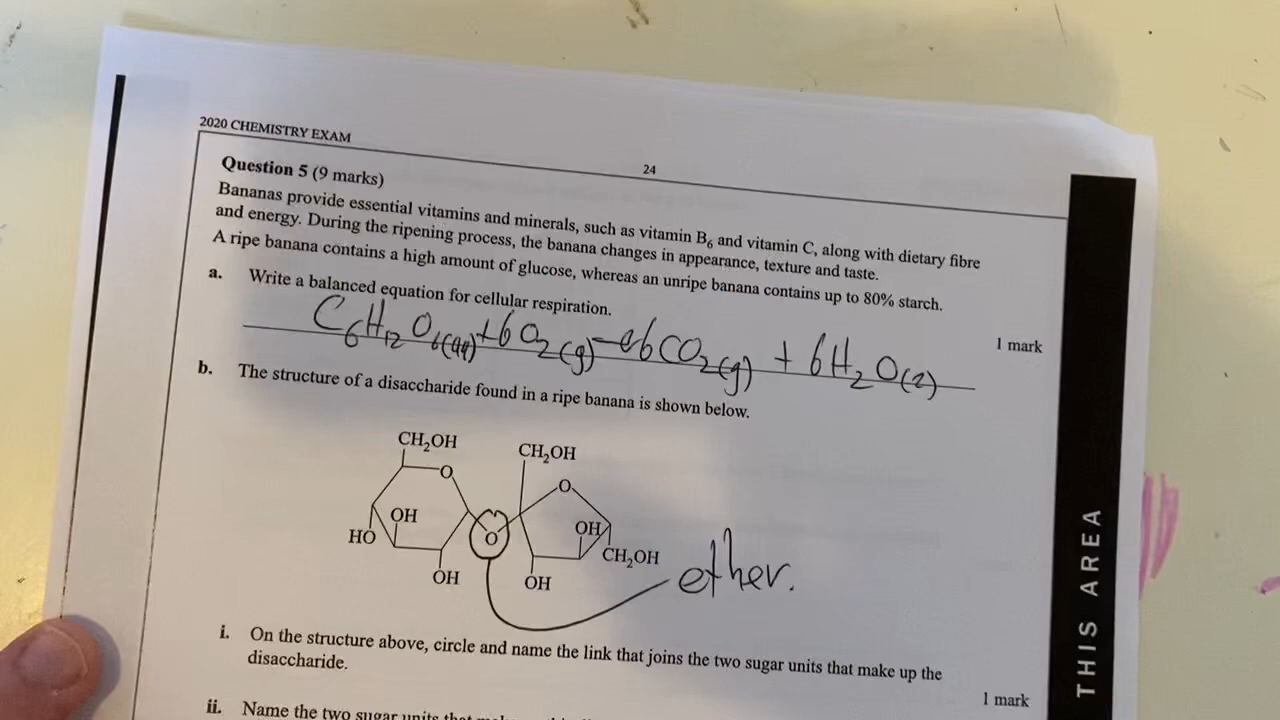 2020 CHEMISTRY EXAM
24
Question 5 (9 marks)
Bananas provide essential vitamins and minerals, such as vitamin B₆ and vitamin C, along with dietary fibre
and energy. During the ripening process, the banana changes in appearance, texture and taste.
A ripe banana contains a high amount of glucose, whereas an unripe banana contains up to 80% starch.
a. Write a balanced equation for cellular respiration.
1 mark
C₆H₁₂O₆(aq) + 6O₂(g) → 6CO₂(g) + 6H₂O(l)
b. The structure of a disaccharide found in a ripe banana is shown below.
CH₂OH
CH₂OH
O
O
OH
OH
HO
O
CH₂OH
ether.
OH
OH
i. On the structure above, circle and name the link that joins the two sugar units that make up the
disaccharide.
1 mark
ii. Name the two sugar units that
THIS AREA